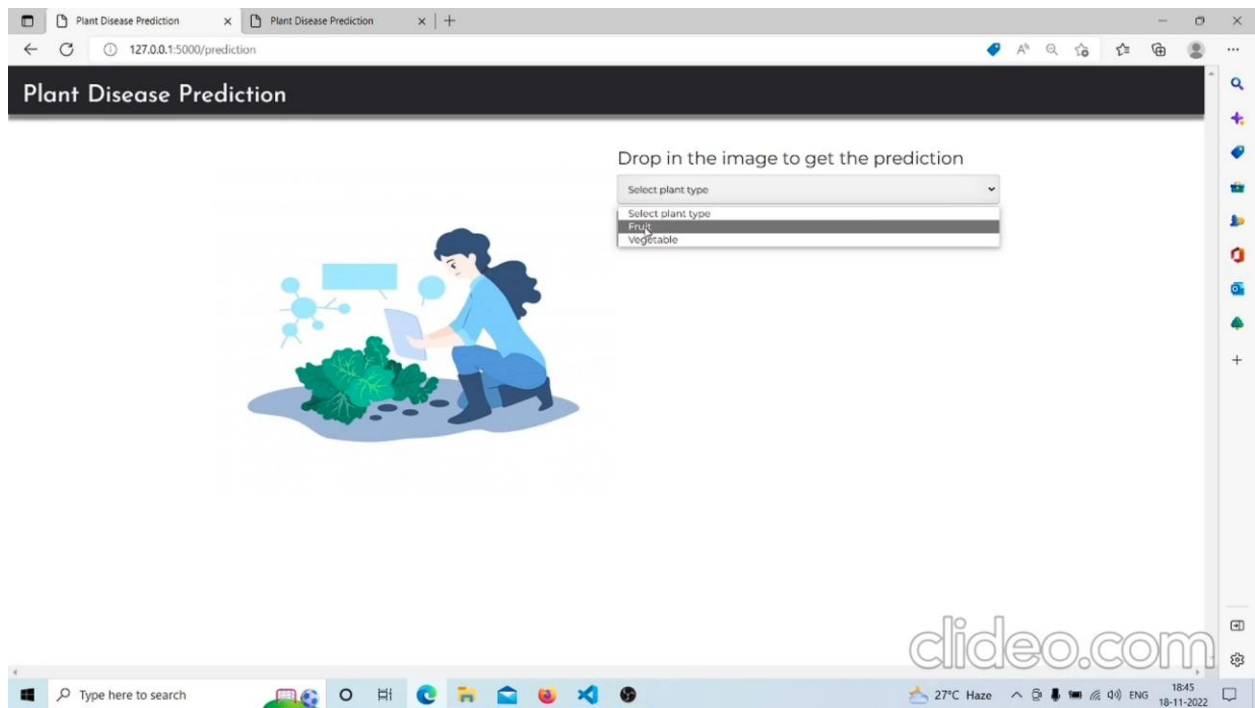 Plant Disease Prediction
Plant Disease Prediction
127.0.0.1:5000/prediction
Plant Disease Prediction
Drop in the image to get the prediction
Select plant type
Select plant type
Fruit
Vegetable
clideo.com
Type here to search
27°C Haze
ENG
18:45
18-11-2022